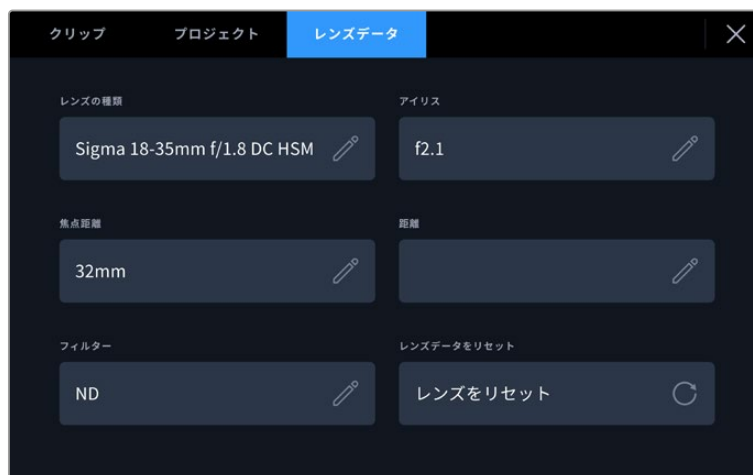 クリップ プロジェクト レンズデータ
レンズの種類 アイリス
Sigma 18-35mm f/1.8 DC HSM f2.1
焦点距離 距離
32mm
フィルター レンズデータをリセット
ND レンズをリセット